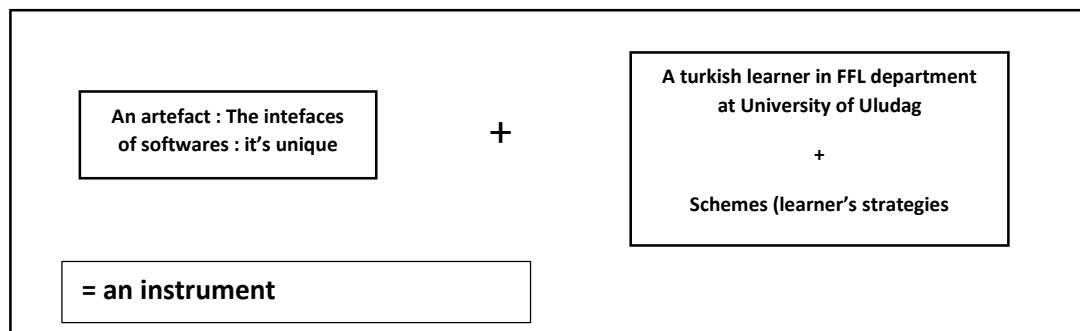 An artefact : The intefaces
of softwares : it's unique
+
A turkish learner in FFL department
at University of Uludag
+
Schemes (learner's strategies
= an instrument